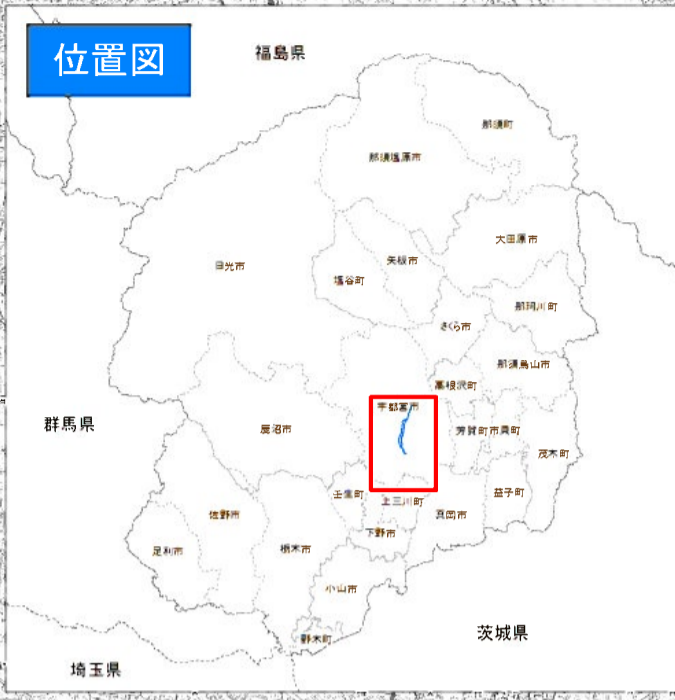 位置図
福島県
那須町
那須塩原市
大田原市
矢板市
日光市
塩谷町
那珂川町
さくら市
那須烏山市
高根沢町
宇都宮市
群馬県
鹿沼市
芳賀町
市貝町
茂木町
壬生町
上三川町
真岡市
益子町
佐野市
下野市
足利市
栃木市
小山市
野木町
茨城県
埼玉県